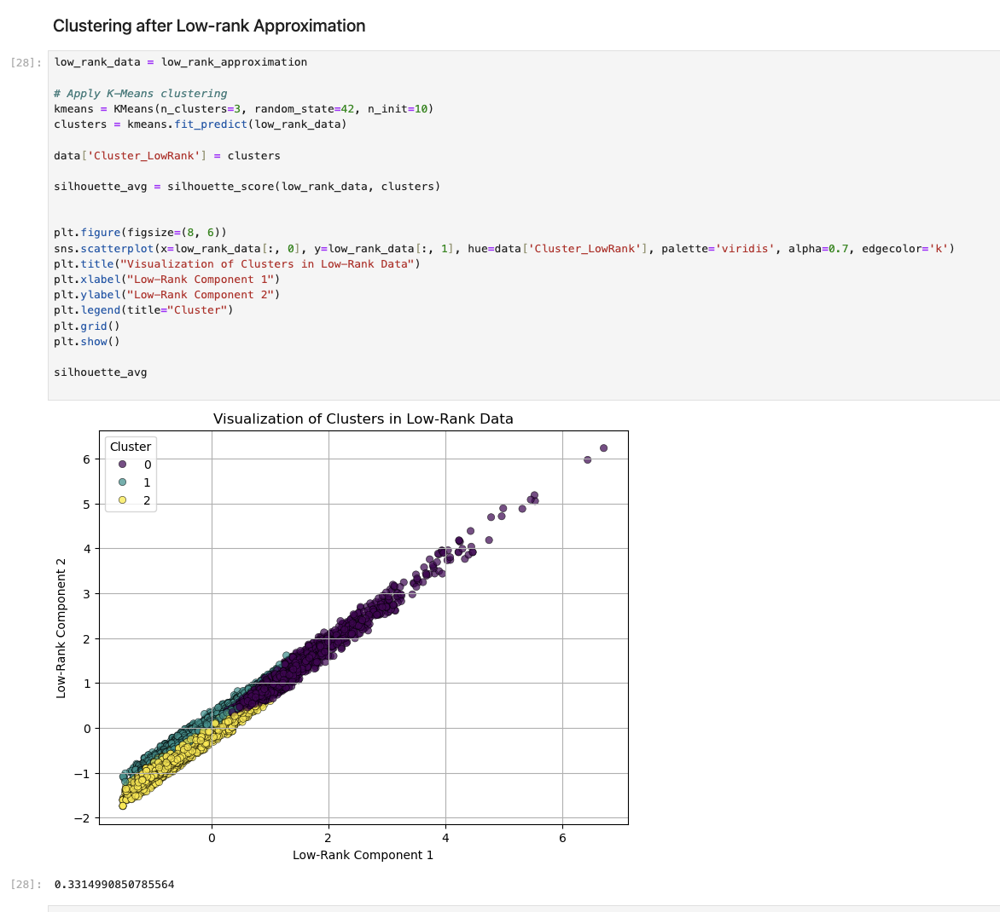 Clustering after Low-rank Approximation
[28]: low_rank_data = low_rank_approximation
# Apply K-Means clustering
kmeans = KMeans(n_clusters=3, random_state=42, n_init=10)
clusters = kmeans.fit_predict(low_rank_data)
data['Cluster_LowRank'] = clusters
silhouette_avg = silhouette_score(low_rank_data, clusters)
plt.figure(figsize=(8, 6))
sns.scatterplot(x=low_rank_data[:, 0], y=low_rank_data[:, 1], hue=data['Cluster_LowRank'], palette='viridis', alpha=0.7, edgecolor='k')
plt.title("Visualization of Clusters in Low-Rank Data")
plt.xlabel("Low-Rank Component 1")
plt.ylabel("Low-Rank Component 2")
plt.legend(title="Cluster")
plt.grid()
plt.show()
silhouette_avg
Visualization of Clusters in Low-Rank Data
Cluster
0
1
2
6
5
4
3
2
1
0
−1
−2
Low-Rank Component 2
0 2 4 6
Low-Rank Component 1
[28]: 0.3314990850785564